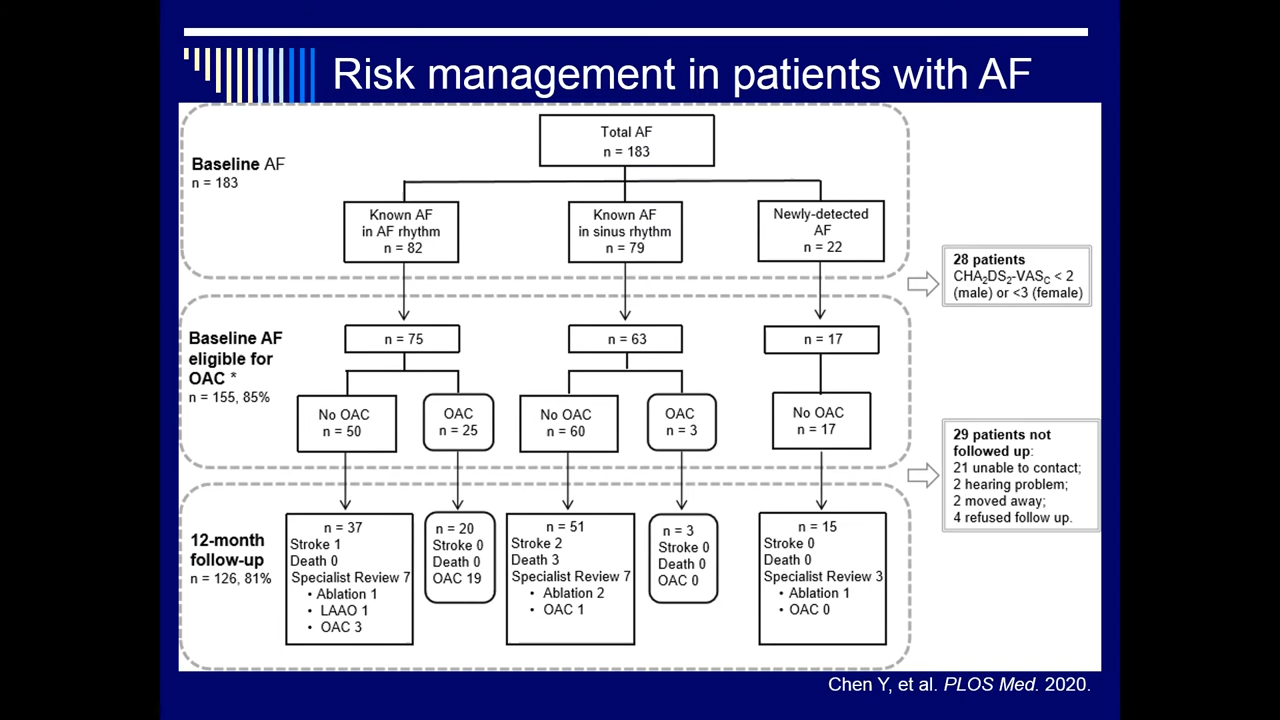 Risk management in patients with AF
Baseline AF
n = 183
Total AF
n = 183
Known AF
in AF rhythm
n = 82
Known AF
in sinus rhythm
n = 79
Newly-detected
AF
n = 22
28 patients
CHA₂DS₂-VASc < 2
(male) or <3 (female)
Baseline AF
eligible for
OAC *
n = 155, 85%
n = 75
n = 63
n = 17
No OAC
n = 50
OAC
n = 25
No OAC
n = 60
OAC
n = 3
No OAC
n = 17
29 patients not
followed up:
21 unable to contact;
2 hearing problem;
2 moved away;
4 refused follow up.
12-month
follow-up
n = 126, 81%
n = 37
Stroke 1
Death 0
Specialist Review 7
• Ablation 1
• LAAO 1
• OAC 3
n = 20
Stroke 0
Death 0
OAC 19
n = 51
Stroke 2
Death 3
Specialist Review 7
• Ablation 2
• OAC 1
n = 3
Stroke 0
Death 0
OAC 0
n = 15
Stroke 0
Death 0
Specialist Review 3
• Ablation 1
• OAC 0
Chen Y, et al. PLOS Med. 2020.